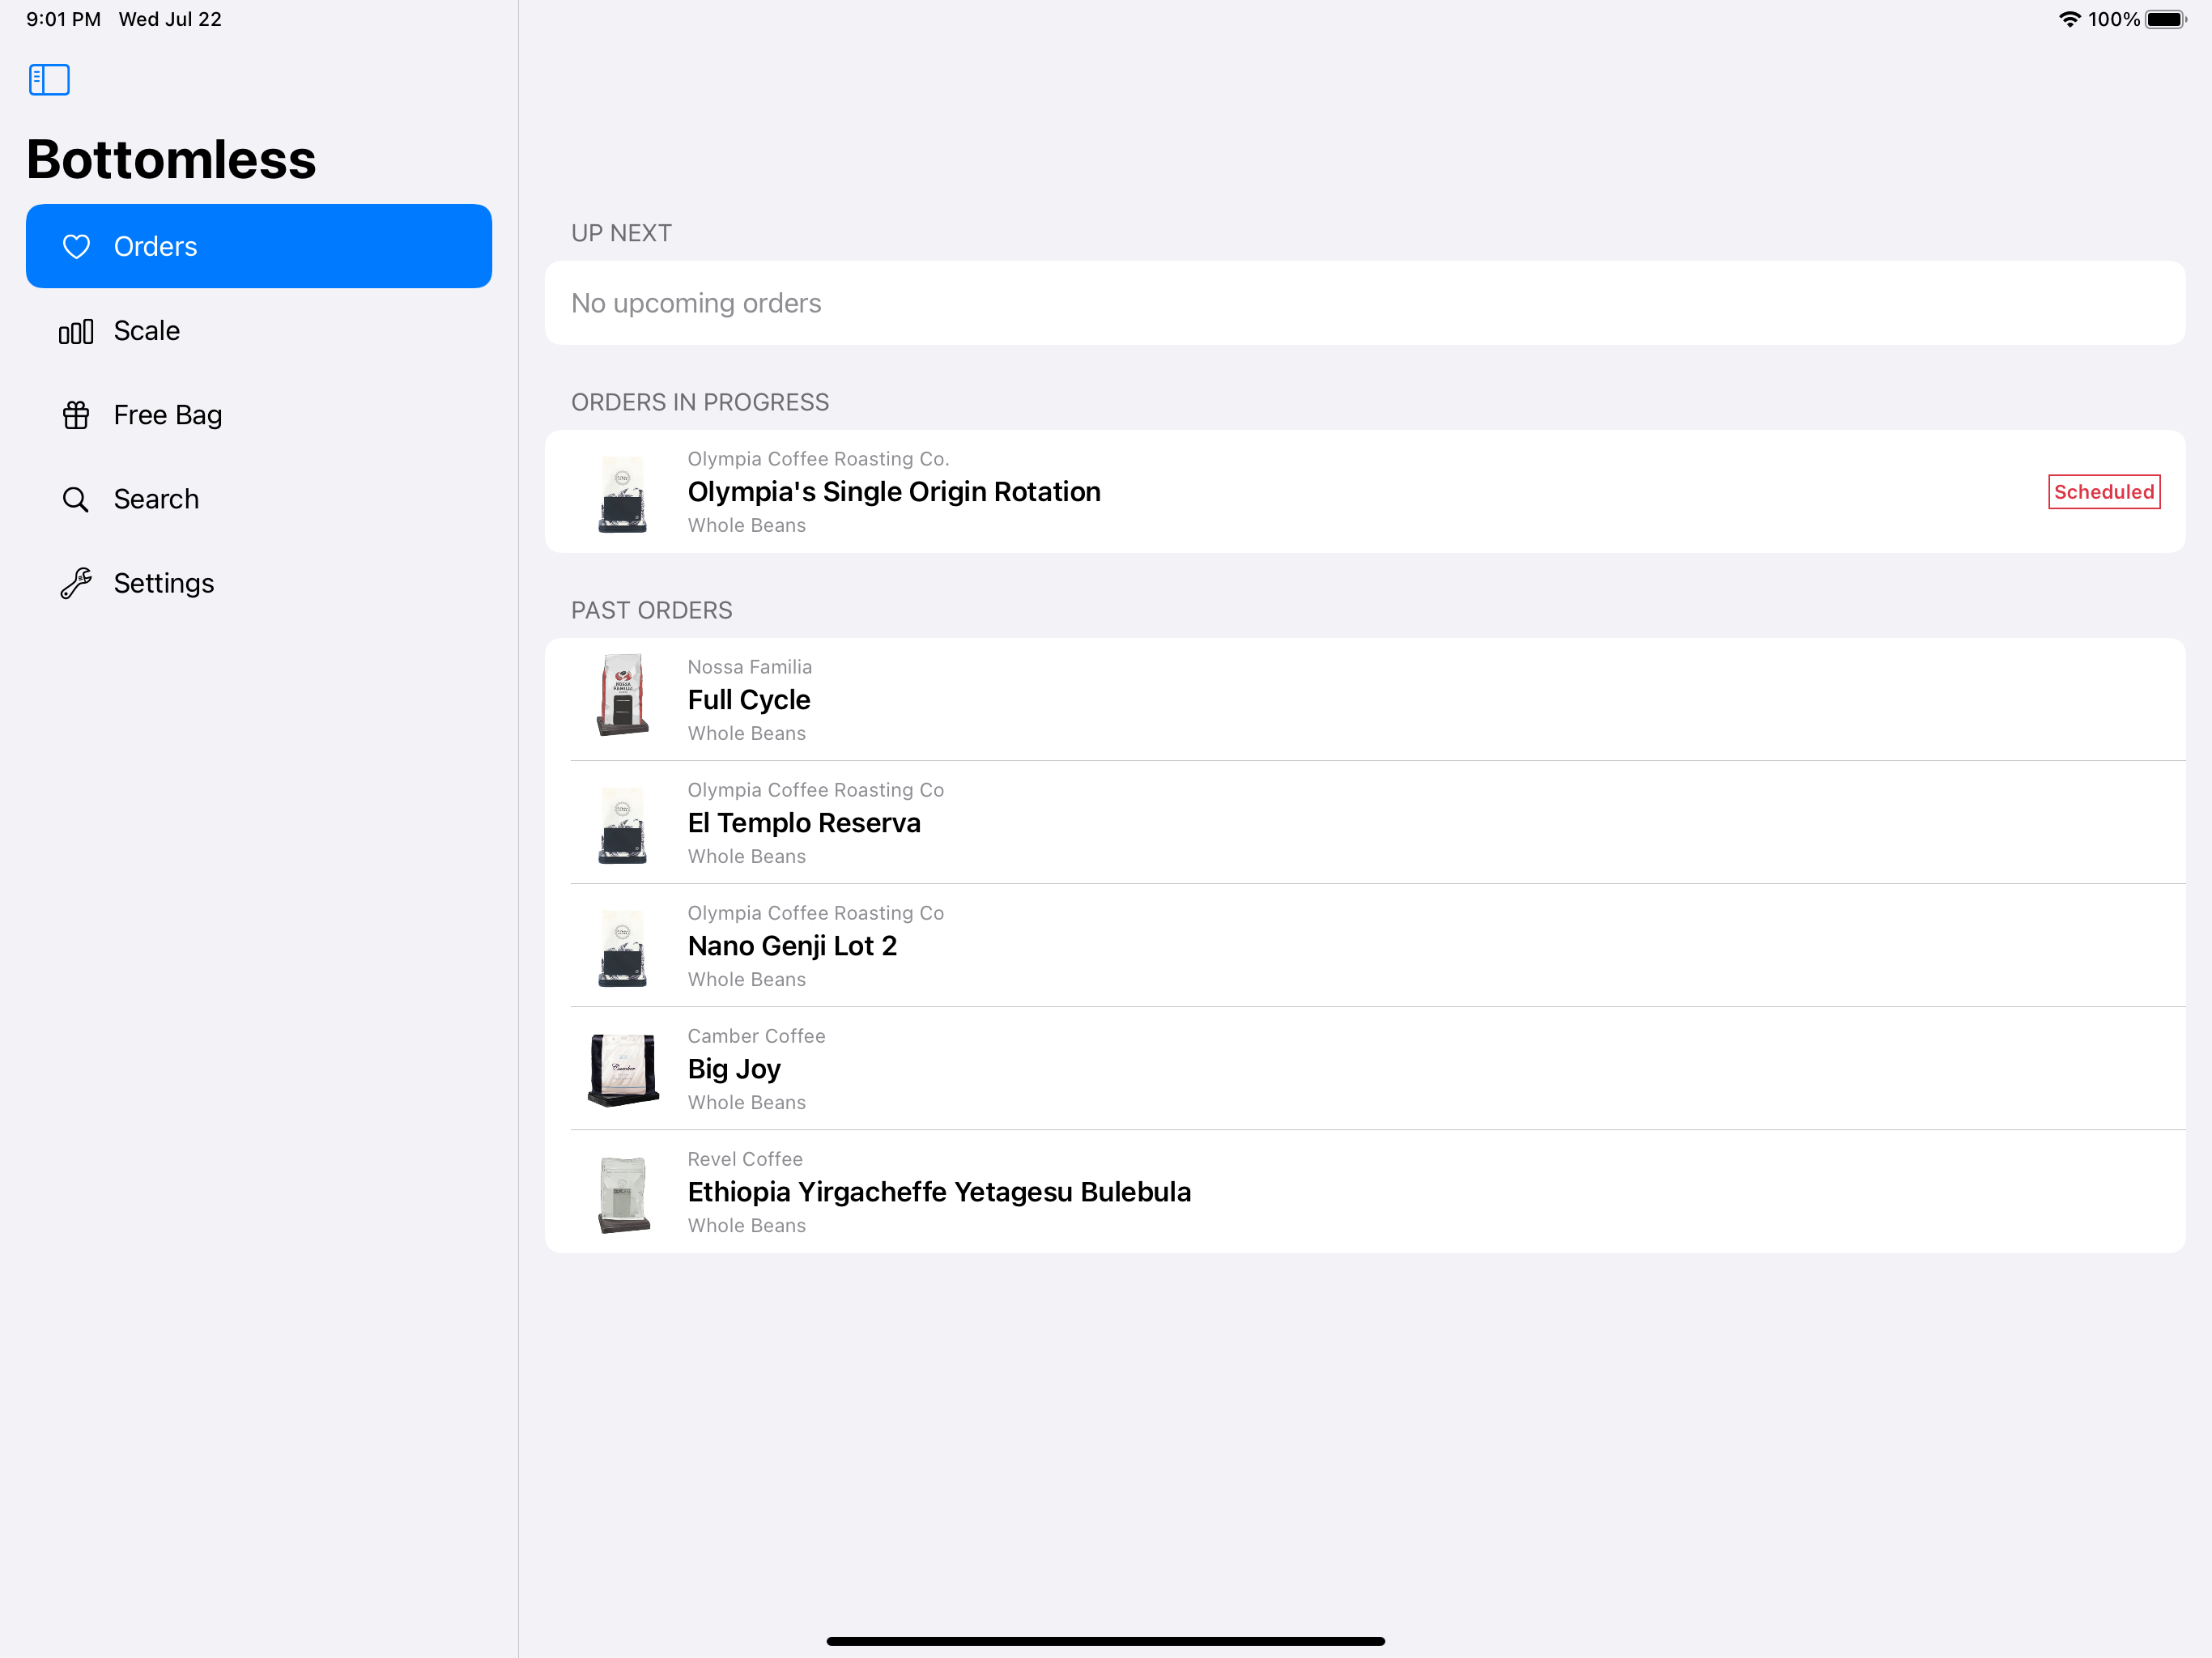 9:01 PM Wed Jul 22
100%
Bottomless
Orders
Scale
Free Bag
Search
Settings
UP NEXT
No upcoming orders
ORDERS IN PROGRESS
Olympia Coffee Roasting Co.
Olympia's Single Origin Rotation
Whole Beans
Scheduled
PAST ORDERS
Nossa Familia
Full Cycle
Whole Beans
NOSSA
FAMILIA
Olympia Coffee Roasting Co
El Templo Reserva
Whole Beans
Olympia Coffee Roasting Co
Nano Genji Lot 2
Whole Beans
Camber Coffee
Big Joy
Whole Beans
Camber
Revel Coffee
Ethiopia Yirgacheffe Yetagesu Bulebula
Whole Beans